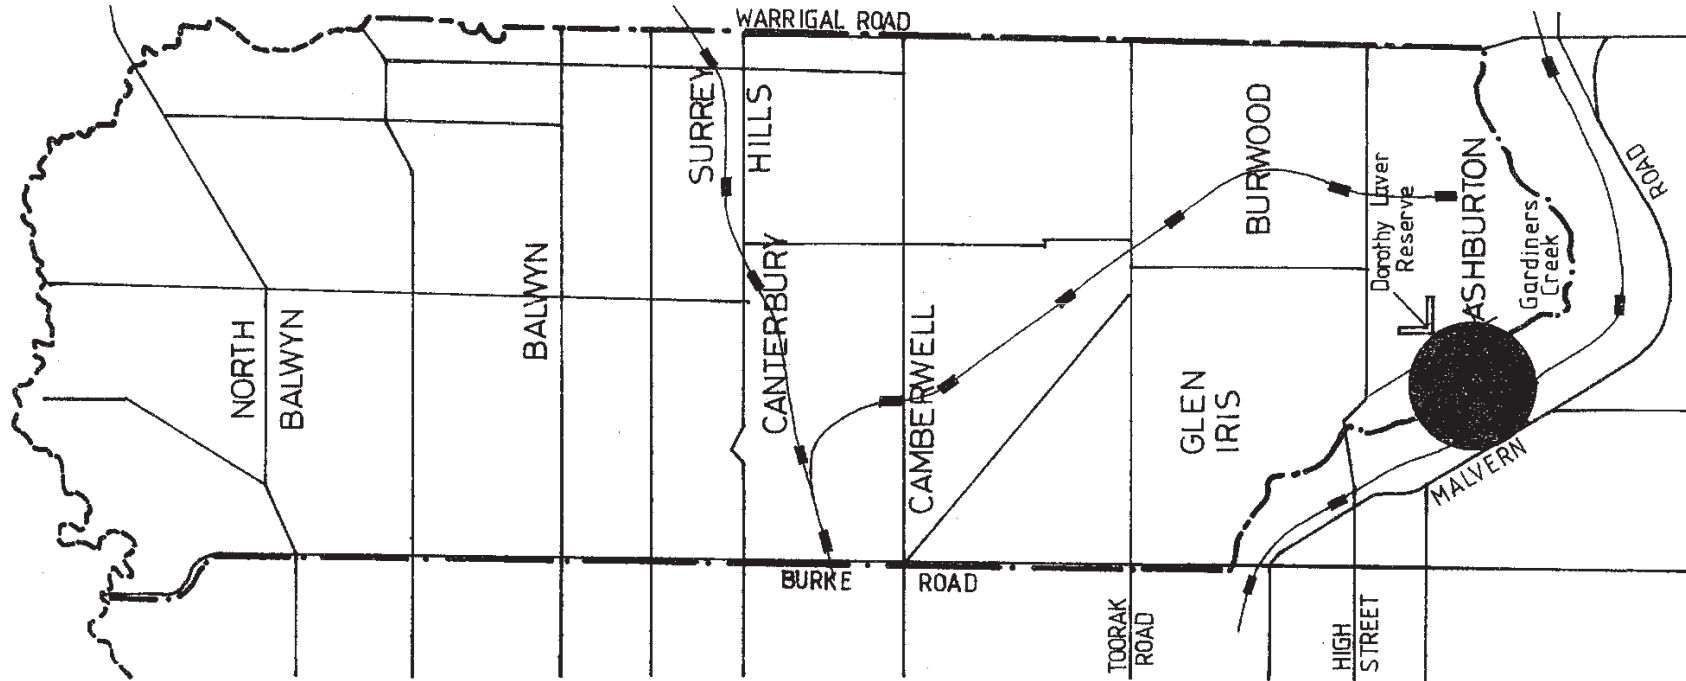 WARRIGAL ROAD
SURREY
HILLS
BURWOOD
Dorothy Laver
Reserve
ASHBURTON
Gardiners
Creek
ROAD
NORTH
BALWYN
BALWYN
CANTERBURY
CAMBERWELL
GLEN
IRIS
MALVERN
BURKE ROAD
TOORAK
ROAD
HIGH
STREET